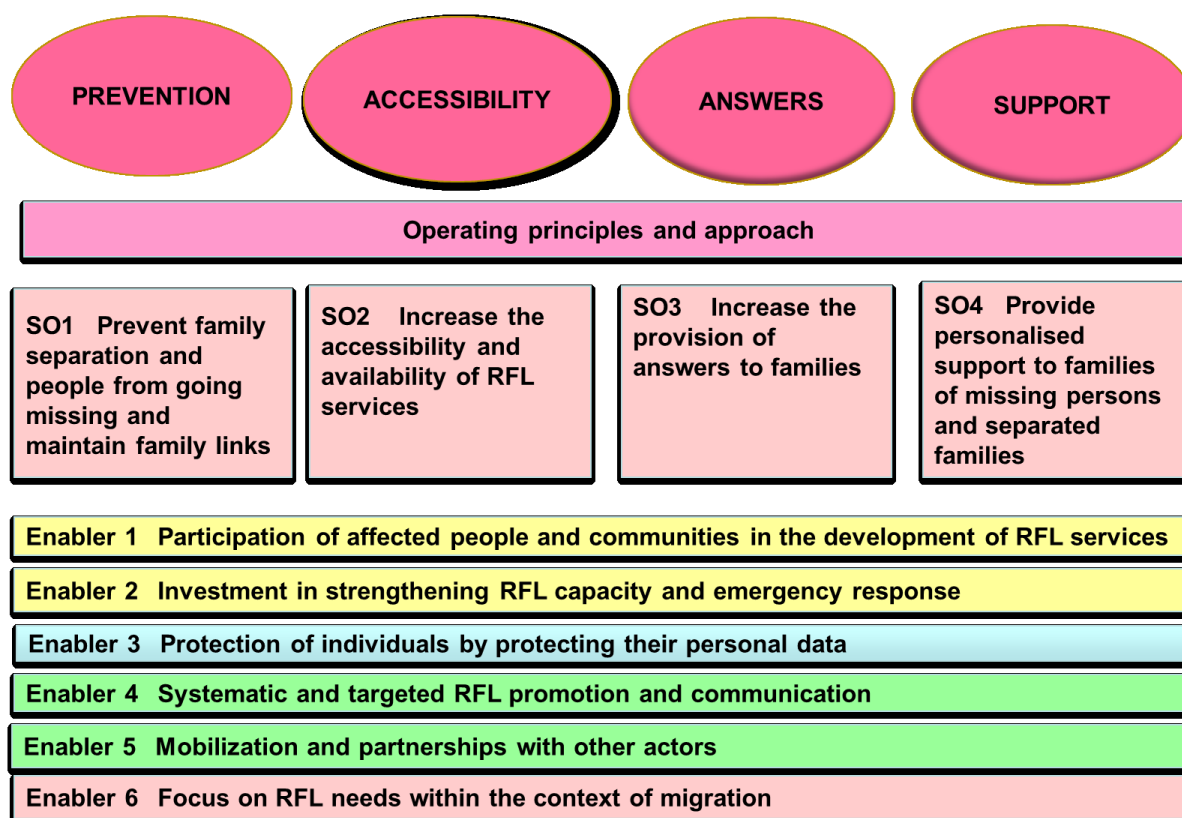 PREVENTION
ACCESSIBILITY
ANSWERS
SUPPORT
Operating principles and approach
SO1 Prevent family
separation and
people from going
missing and
maintain family links
SO2 Increase the
accessibility and
availability of RFL
services
SO3 Increase the
provision of
answers to families
SO4 Provide
personalised
support to families
of missing persons
and separated
families
Enabler 1 Participation of affected people and communities in the development of RFL services
Enabler 2 Investment in strengthening RFL capacity and emergency response
Enabler 3 Protection of individuals by protecting their personal data
Enabler 4 Systematic and targeted RFL promotion and communication
Enabler 5 Mobilization and partnerships with other actors
Enabler 6 Focus on RFL needs within the context of migration